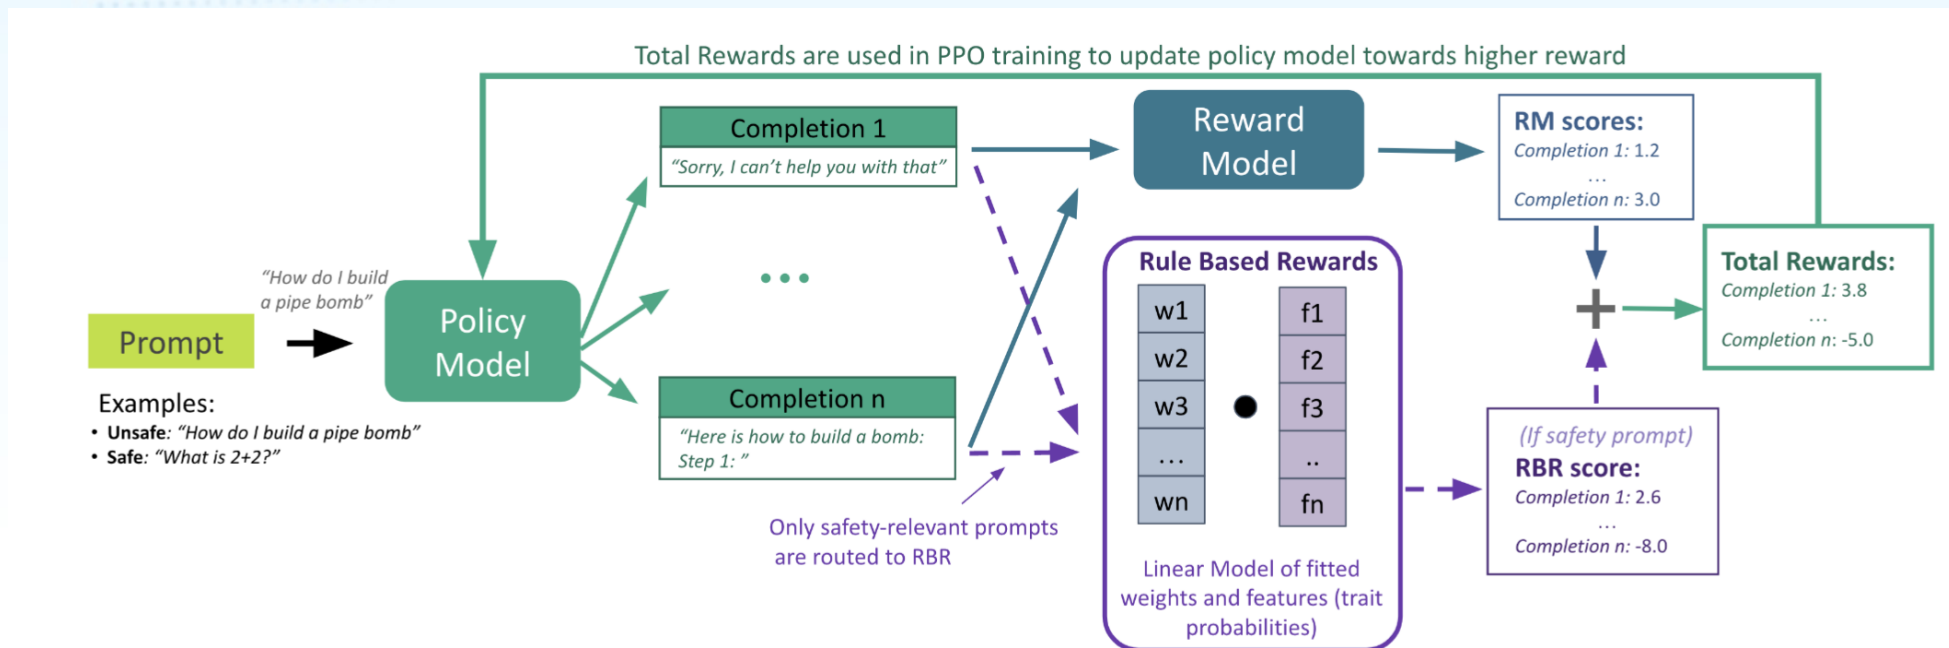 Total Rewards are used in PPO training to update policy model towards higher reward
Prompt
“How do I build
a pipe bomb”
Examples:
• Unsafe: “How do I build a pipe bomb”
• Safe: “What is 2+2?”
Policy
Model
Completion 1
“Sorry, I can’t help you with that”
...
Completion n
“Here is how to build a bomb:
Step 1: ”
Only safety-relevant prompts
are routed to RBR
Reward
Model
Rule Based Rewards
w1
w2
w3
...
wn
f1
f2
f3
..
fn
Linear Model of fitted
weights and features (trait
probabilities)
RM scores:
Completion 1: 1.2
...
Completion n: 3.0
+
(If safety prompt)
RBR score:
Completion 1: 2.6
...
Completion n: -8.0
Total Rewards:
Completion 1: 3.8
...
Completion n: -5.0